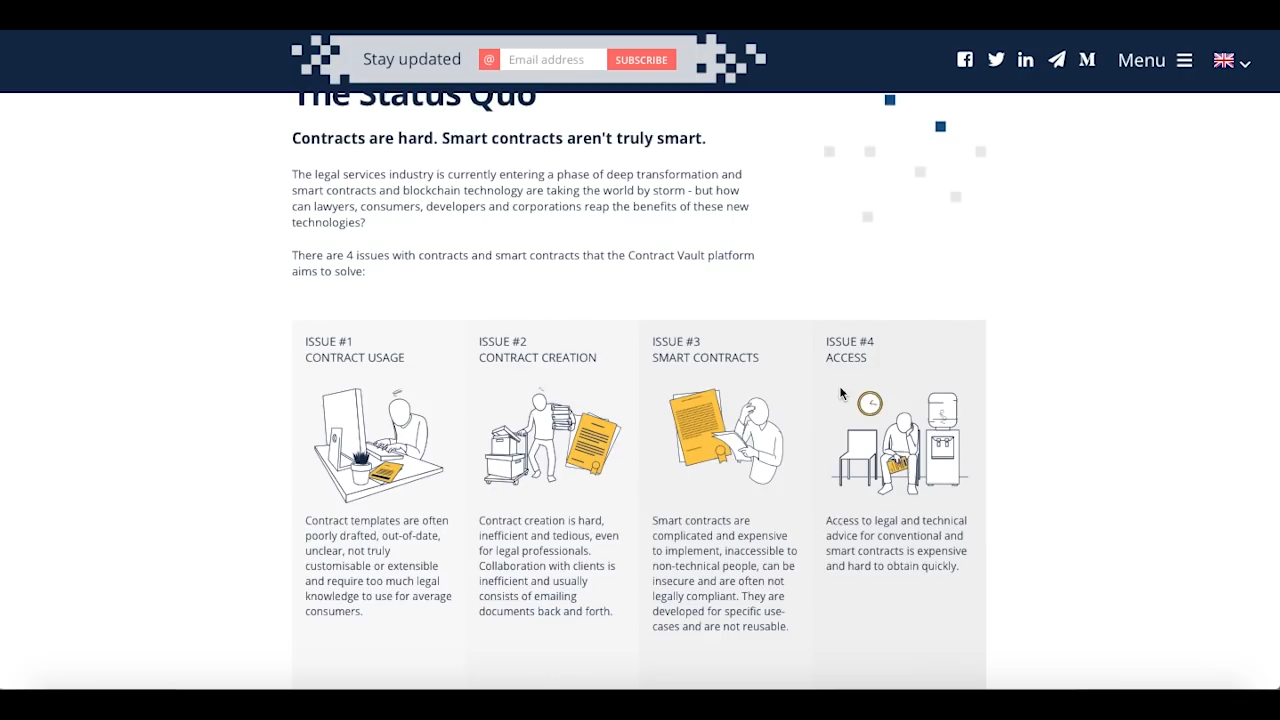 Stay updated @ Email address SUBSCRIBE M Menu
The Status Quo
Contracts are hard. Smart contracts aren't truly smart.
The legal services industry is currently entering a phase of deep transformation and
smart contracts and blockchain technology are taking the world by storm - but how
can lawyers, consumers, developers and corporations reap the benefits of these new
technologies?
There are 4 issues with contracts and smart contracts that the Contract Vault platform
aims to solve:
ISSUE #1
CONTRACT USAGE
Contract templates are often
poorly drafted, out-of-date,
unclear, not truly
customisable or extensible
and require too much legal
knowledge to use for average
consumers.
ISSUE #2
CONTRACT CREATION
Contract creation is hard,
inefficient and tedious, even
for legal professionals.
Collaboration with clients is
inefficient and usually
consists of emailing
documents back and forth.
ISSUE #3
SMART CONTRACTS
Smart contracts are
complicated and expensive
to implement, inaccessible to
non-technical people, can be
insecure and are often not
legally compliant. They are
developed for specific use-
cases and are not reusable.
ISSUE #4
ACCESS
Access to legal and technical
advice for conventional and
smart contracts is expensive
and hard to obtain quickly.